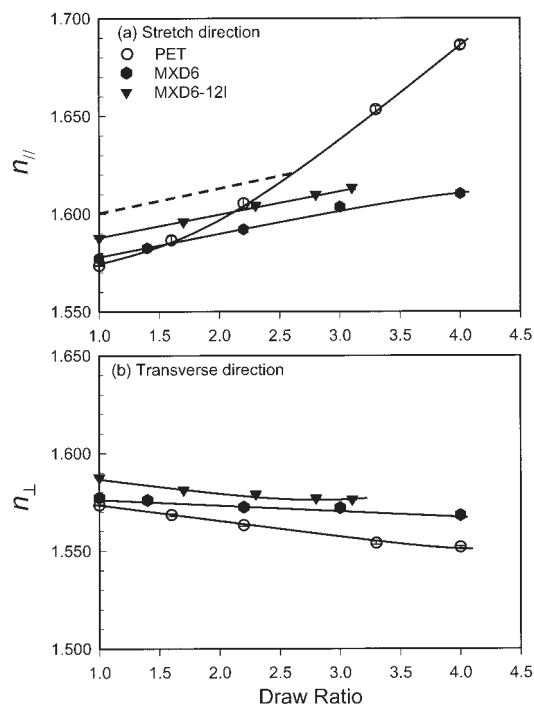 1.700
(a) Stretch direction
PET
MXD6
MXD6-12I
1.650
n//
1.600
1.550
1.0 1.5 2.0 2.5 3.0 3.5 4.0 4.5
1.650
(b) Transverse direction
1.600
n⊥
1.550
1.500
1.0 1.5 2.0 2.5 3.0 3.5 4.0 4.5
Draw Ratio